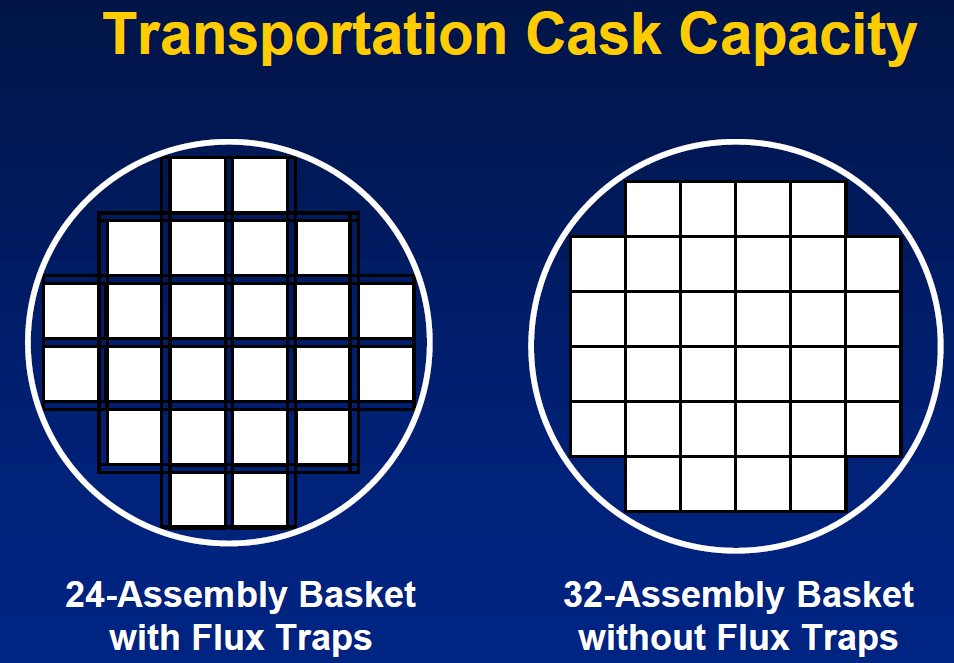 Transportation Cask Capacity
24-Assembly Basket
with Flux Traps
32-Assembly Basket
without Flux Traps